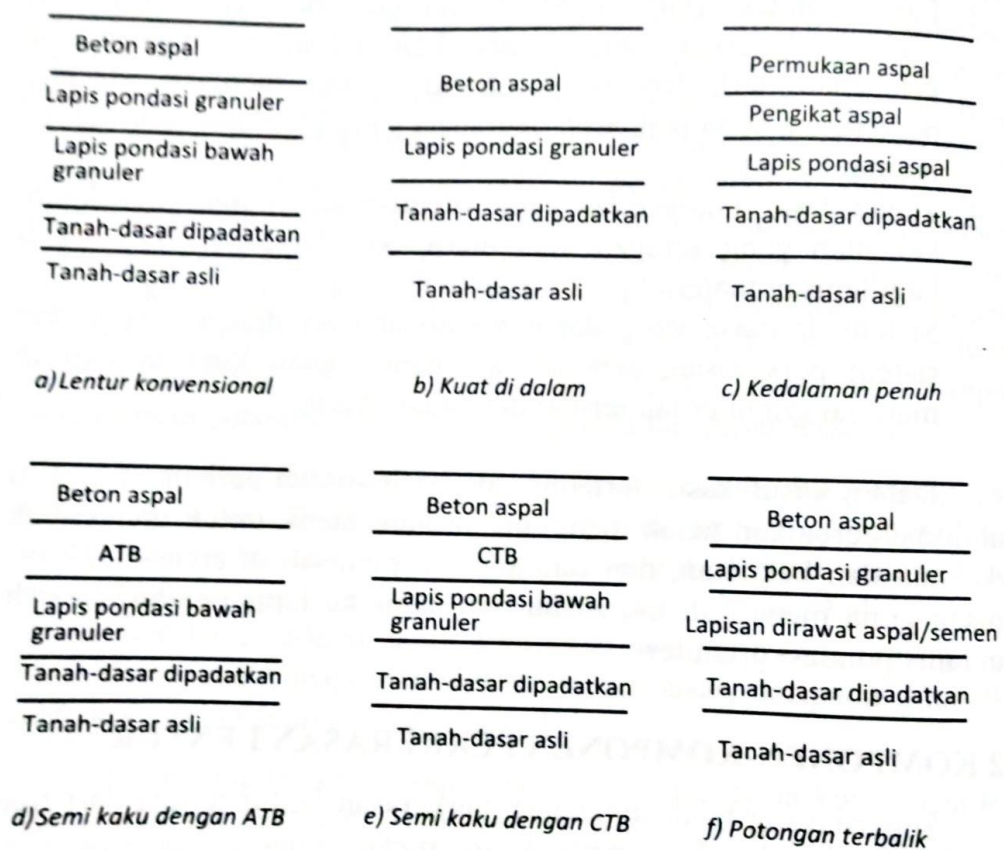 Beton aspal
Lapis pondasi granuler
Lapis pondasi bawah
granuler
Tanah-dasar dipadatkan
Tanah-dasar asli
a)Lentur konvensional
Beton aspal
Lapis pondasi granuler
Tanah-dasar dipadatkan
Tanah-dasar asli
b) Kuat di dalam
Permukaan aspal
Pengikat aspal
Lapis pondasi aspal
Tanah-dasar dipadatkan
Tanah-dasar asli
c) Kedalaman penuh
Beton aspal
ATB
Lapis pondasi bawah
granuler
Tanah-dasar dipadatkan
Tanah-dasar asli
d)Semi kaku dengan ATB
Beton aspal
CTB
Lapis pondasi bawah
granuler
Tanah-dasar dipadatkan
Tanah-dasar asli
e) Semi kaku dengan CTB
Beton aspal
Lapis pondasi granuler
Lapisan dirawat aspal/semen
Tanah-dasar dipadatkan
Tanah-dasar asli
f) Potongan terbalik